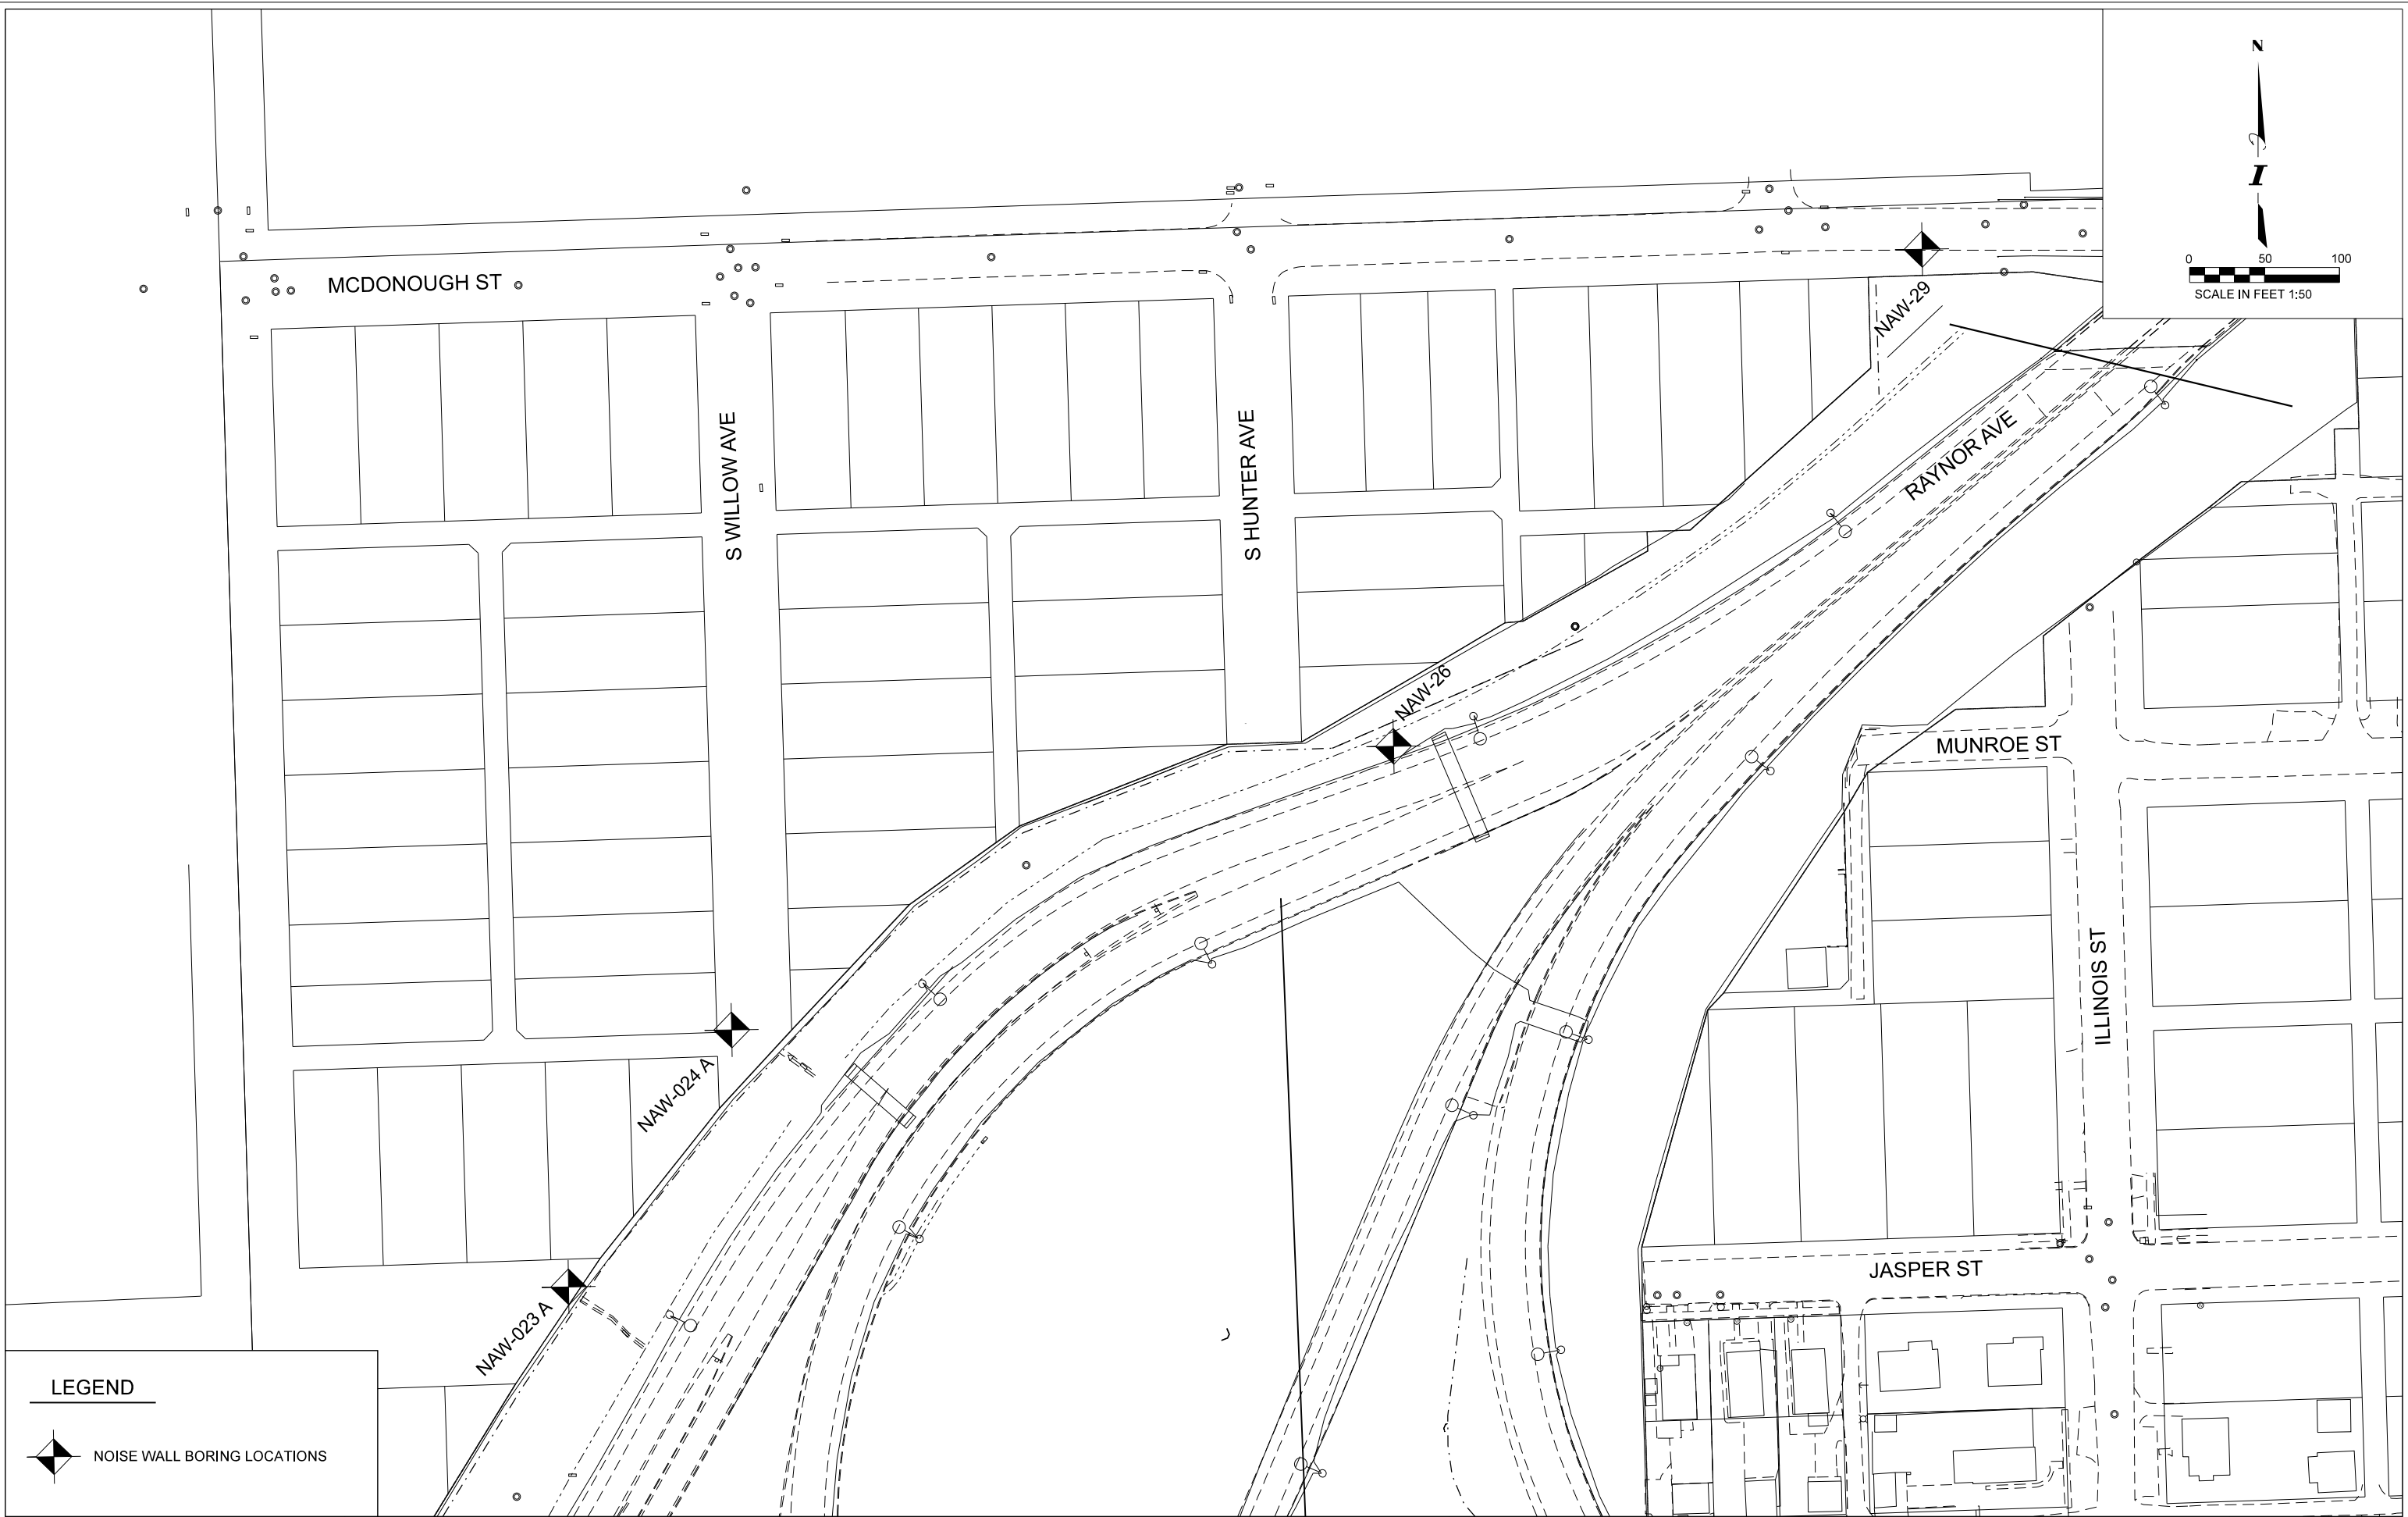 N
I
0 50 100
SCALE IN FEET 1:50
MCDONOUGH ST
NAW-29
S WILLOW AVE
S HUNTER AVE
RAYNOR AVE
NAW-26
MUNROE ST
ILLINOIS ST
NAW-024 A
JASPER ST
NAW-023 A
LEGEND
NOISE WALL BORING LOCATIONS